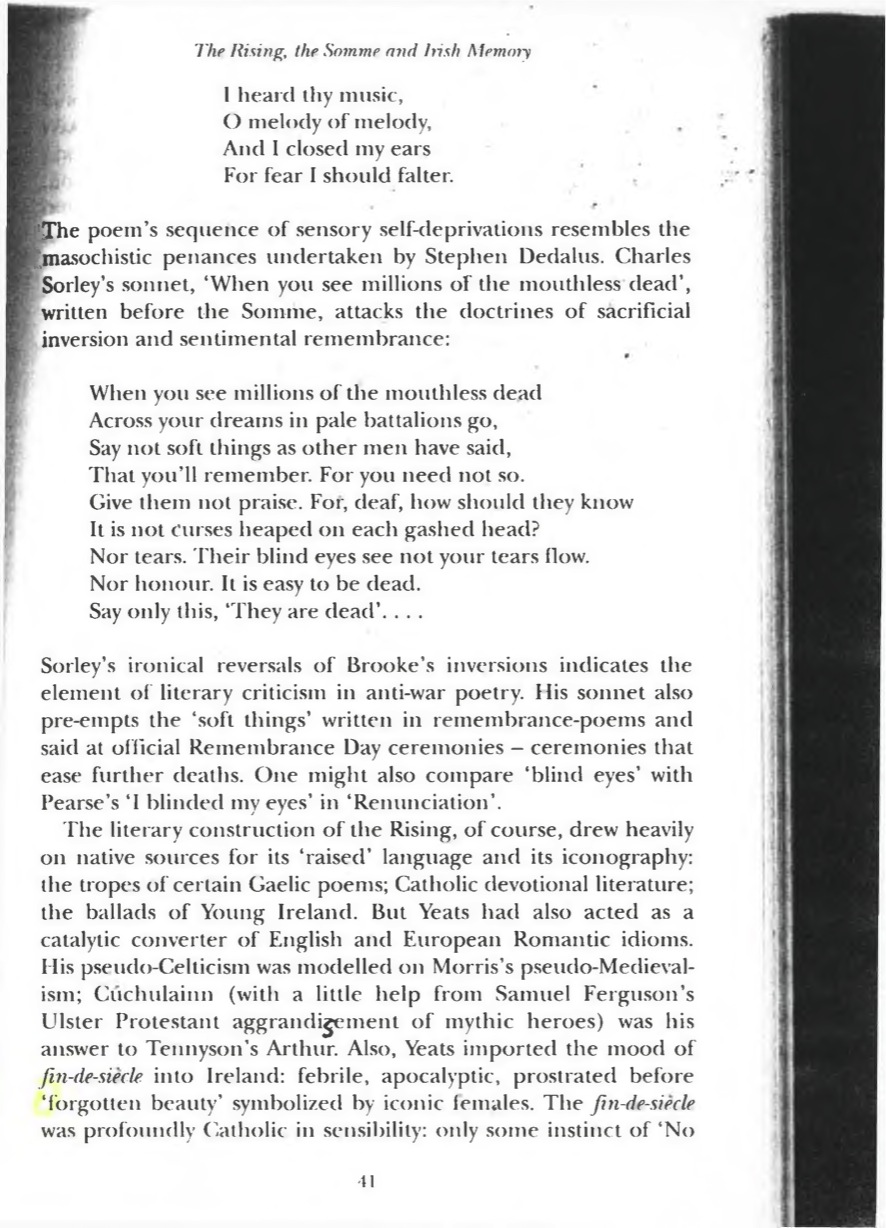 The Rising, the Somme and Irish Memory
I heard thy music,
O melody of melody,
And I closed my ears
For fear I should falter.
The poem's sequence of sensory self-deprivations resembles the
masochistic penances undertaken by Stephen Dedalus. Charles
Sorley's sonnet, 'When you see millions of the mouthless dead',
written before the Somme, attacks the doctrines of sacrificial
inversion and sentimental remembrance:
When you see millions of the mouthless dead
Across your dreams in pale battalions go,
Say not soft things as other men have said,
That you'll remember. For you need not so.
Give them not praise. For, deaf, how should they know
It is not curses heaped on each gashed head?
Nor tears. Their blind eyes see not your tears flow.
Nor honour. It is easy to be dead.
Say only this, 'They are dead'. . . .
Sorley's ironical reversals of Brooke's inversions indicates the
element of literary criticism in anti-war poetry. His sonnet also
pre-empts the 'soft things' written in remembrance-poems and
said at official Remembrance Day ceremonies – ceremonies that
ease further deaths. One might also compare 'blind eyes' with
Pearse's 'I blinded my eyes' in 'Renunciation'.
The literary construction of the Rising, of course, drew heavily
on native sources for its 'raised' language and its iconography:
the tropes of certain Gaelic poems; Catholic devotional literature;
the ballads of Young Ireland. But Yeats had also acted as a
catalytic converter of English and European Romantic idioms.
His pseudo-Celticism was modelled on Morris's pseudo-Medieval-
ism; Cúchulainn (with a little help from Samuel Ferguson's
Ulster Protestant aggrandizement of mythic heroes) was his
answer to Tennyson's Arthur. Also, Yeats imported the mood of
fin-de-siècle into Ireland: febrile, apocalyptic, prostrated before
'forgotten beauty' symbolized by iconic females. The fin-de-siècle
was profoundly Catholic in sensibility: only some instinct of 'No
41